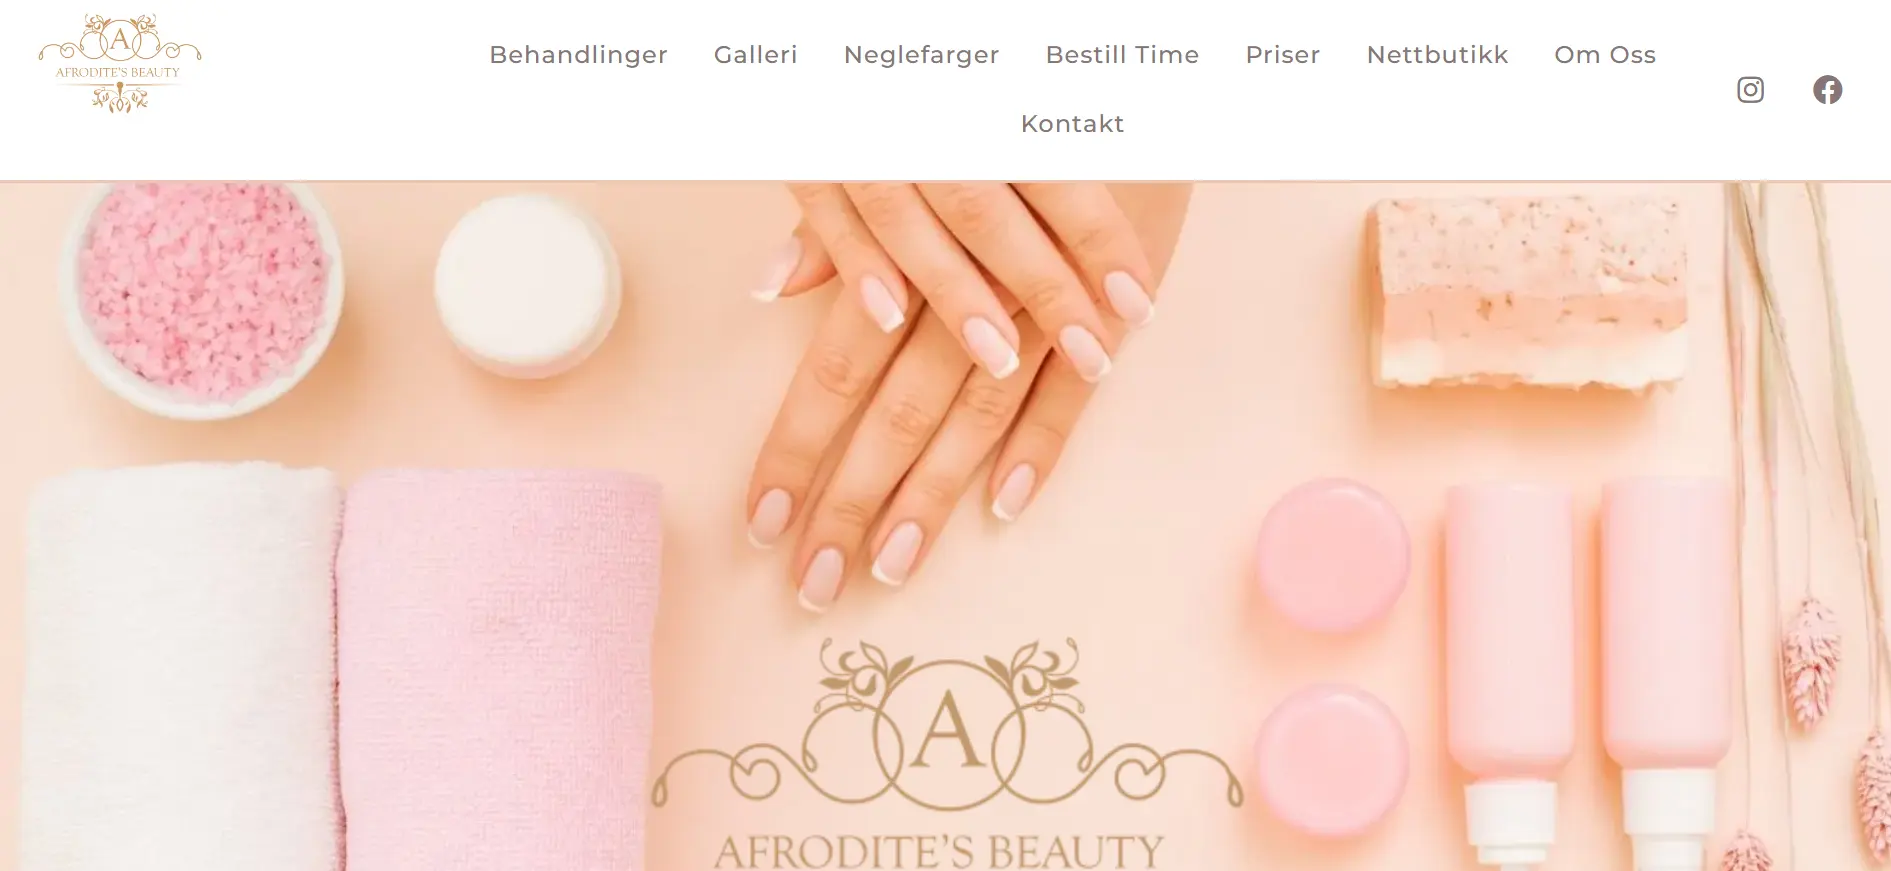 A
AFRODITE'S BEAUTY
Behandlinger Galleri Neglefarger Bestill Time Priser Nettbutikk Om Oss
Kontakt
A
AFRODITE'S BEAUTY